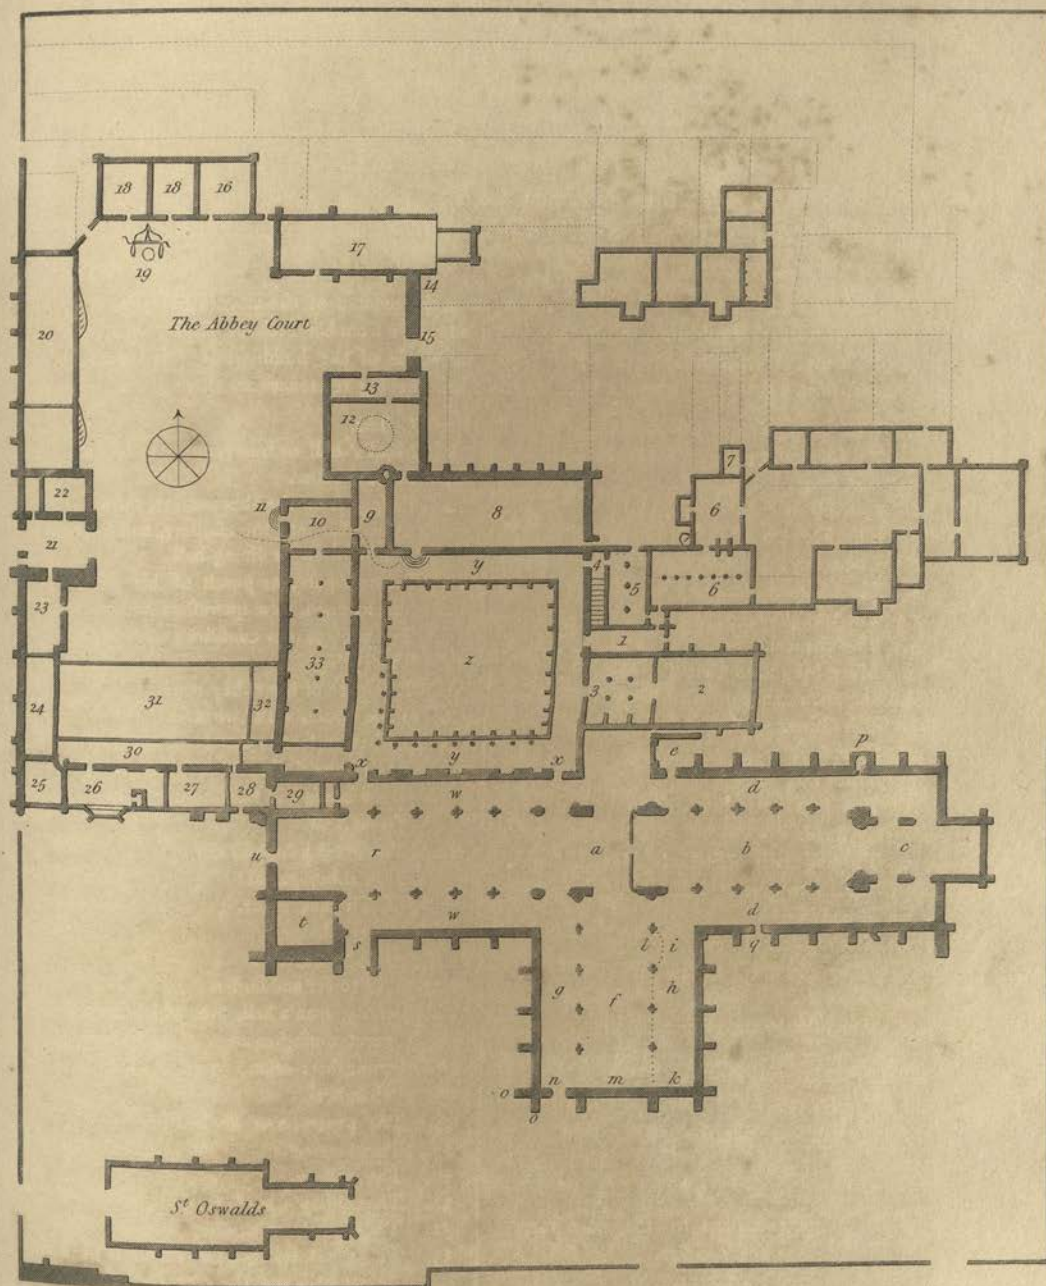 18 18 16
17
19
14
The Abbey Court
15
20
13
12
7
22
11 10 9 8 6
21
y
4
5 6
23
1
z
33
3 2
24 31 32
30
y
e
p
x x
25 26 27 28 29
w
d
u r a b c
t
w
d
s
l i
q
g f h
n m k
o
o
St Oswalds